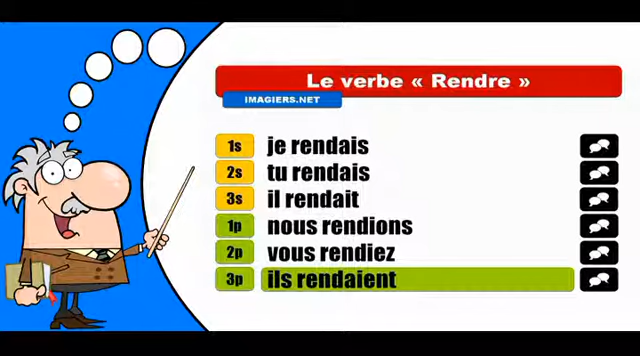 Le verbe « Rendre »
IMAGIERS.NET
1s je rendais
2s tu rendais
3s il rendait
1p nous rendions
2p vous rendiez
3p ils rendaient